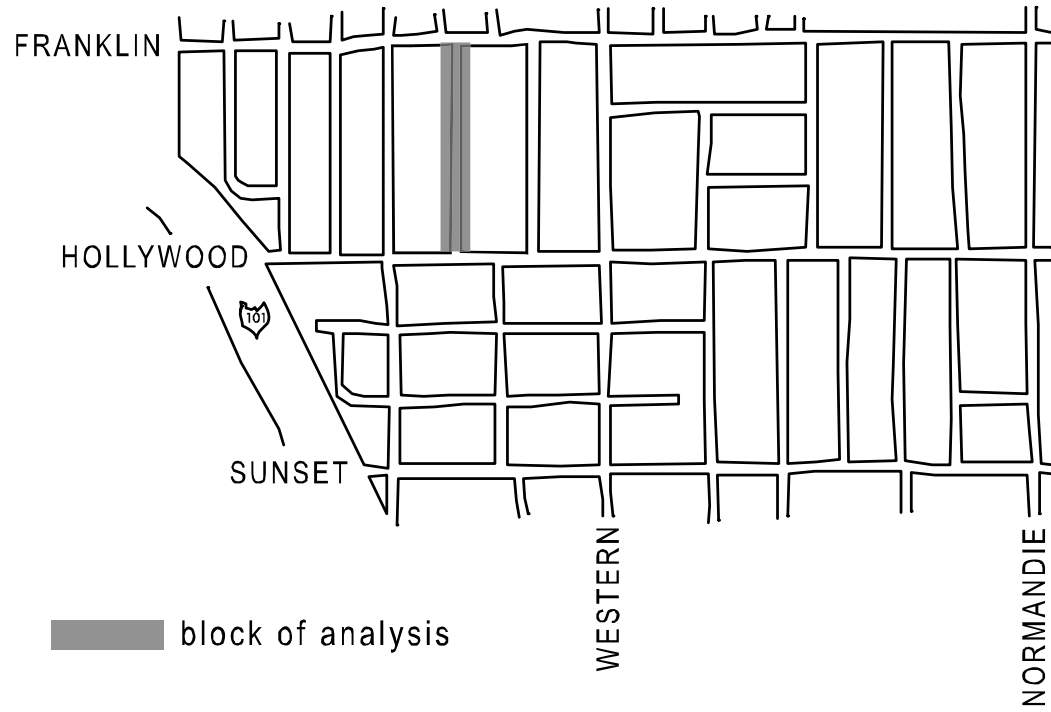 FRANKLIN
HOLLYWOOD
101
SUNSET
WESTERN
NORMANDIE
block of analysis